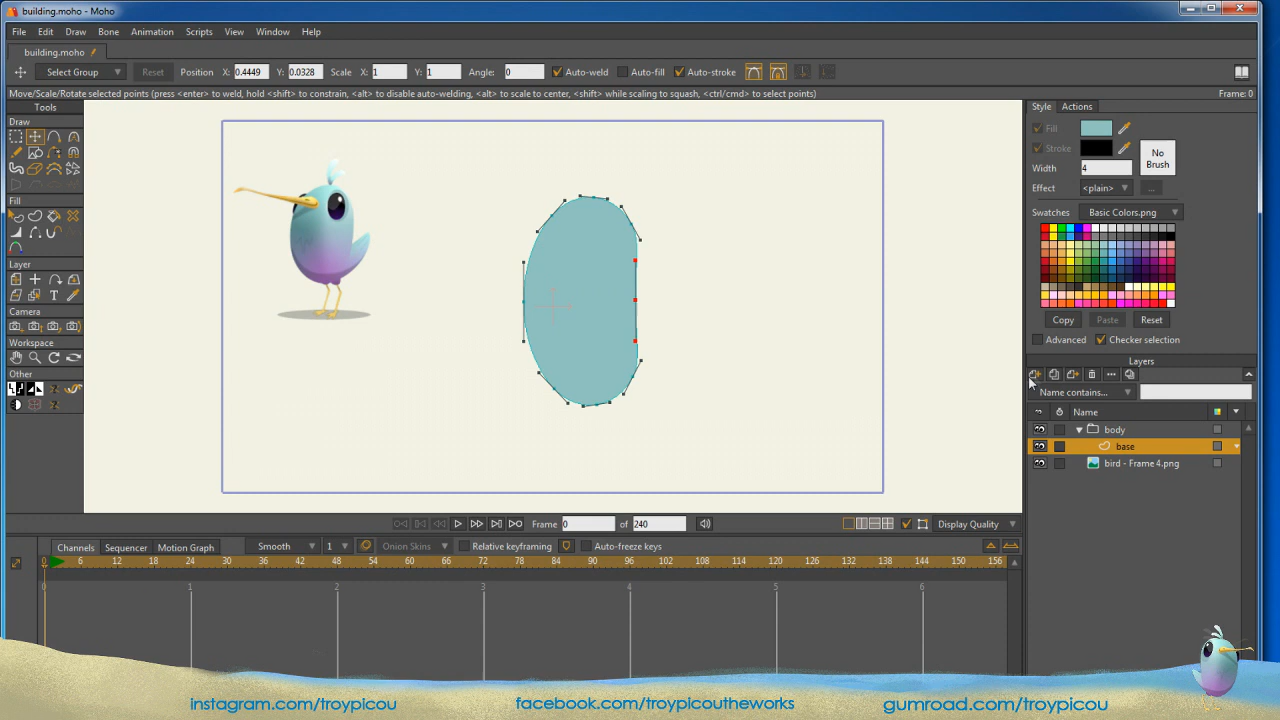 building.moho - Moho
File Edit Draw Bone Animation Scripts View Window Help
building.moho
Select Group Reset Position X: 0.4449 Y: 0.0328 Scale X: 1 Y: 1 Angle: 0 Auto-weld Auto-fill Auto-stroke
Move/Scale/Rotate selected points (press <enter> to weld, hold <shift> to constrain, <alt> to disable auto-welding, <alt> to scale to center, <shift> while scaling to squash, <ctrl/cmd> to select points) Frame: 0
Tools
Draw
Fill
Layer
Camera
Workspace
Other
Style Actions
Fill
Stroke
No Brush
Width 4
Effect <plain> ...
Swatches Basic Colors.png
Copy Paste Reset
Advanced Checker selection
Layers
Name contains...
Name
body
base
bird - Frame 4.png
Frame 0 of 240 Display Quality
Channels Sequencer Motion Graph Smooth 1 Onion Skins Relative keyframing Auto-freeze keys
0 6 12 18 24 30 36 42 48 54 60 66 72 78 84 90 96 102 108 114 120 126 132 138 144 150 156
0 1 2 3 4 5 6
instagram.com/troypicou facebook.com/troypicoutheworks gumroad.com/troypicou